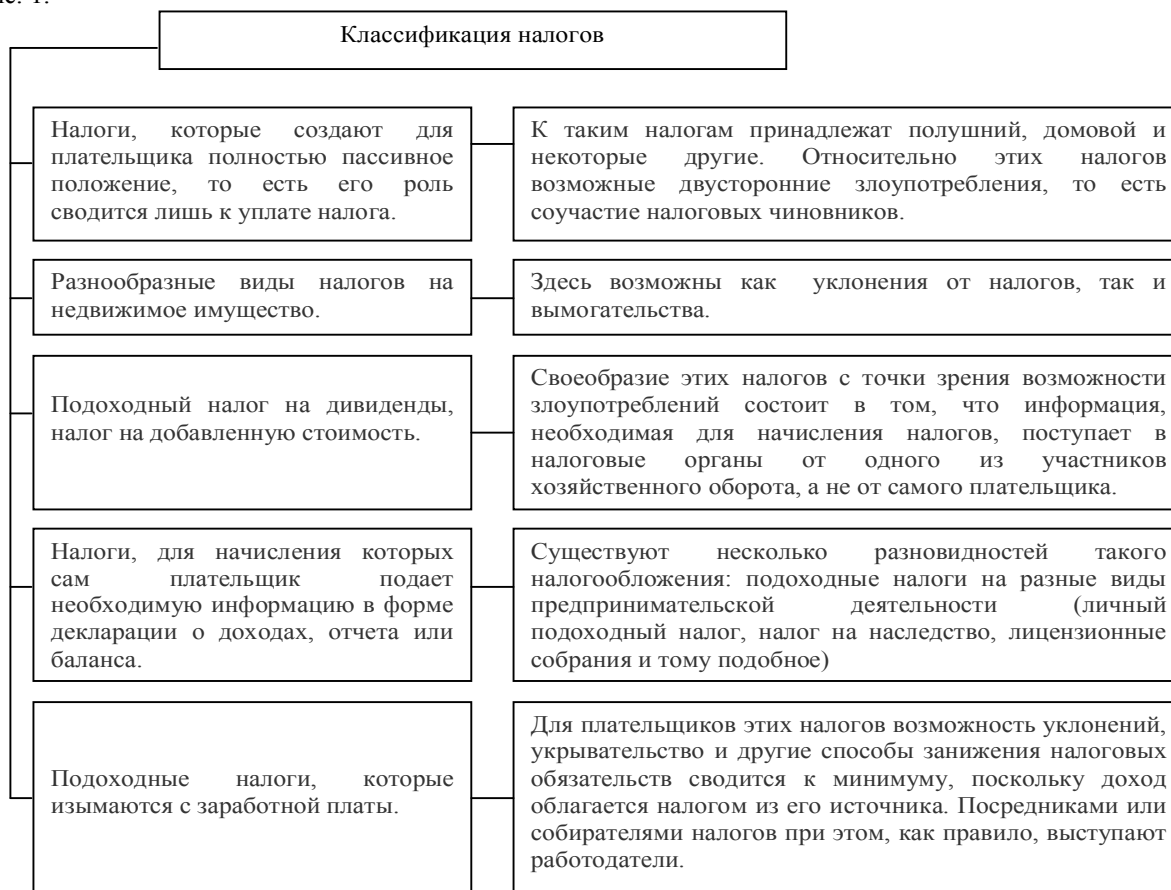 Классификация налогов
Налоги, которые создают для
плательщика полностью пассивное
положение, то есть его роль
сводится лишь к уплате налога.
К таким налогам принадлежат полушний, домовой и
некоторые другие. Относительно этих налогов
возможные двусторонние злоупотребления, то есть
соучастие налоговых чиновников.
Разнообразные виды налогов на
недвижимое имущество.
Здесь возможны как уклонения от налогов, так и
вымогательства.
Подоходный налог на дивиденды,
налог на добавленную стоимость.
Своеобразие этих налогов с точки зрения возможности
злоупотреблений состоит в том, что информация,
необходимая для начисления налогов, поступает в
налоговые органы от одного из участников
хозяйственного оборота, а не от самого плательщика.
Налоги, для начисления которых
сам плательщик подает
необходимую информацию в форме
декларации о доходах, отчета или
баланса.
Существуют несколько разновидностей такого
налогообложения: подоходные налоги на разные виды
предпринимательской деятельности (личный
подоходный налог, налог на наследство, лицензионные
собрания и тому подобное)
Подоходные налоги, которые
изымаются с заработной платы.
Для плательщиков этих налогов возможность уклонений,
укрывательство и другие способы занижения налоговых
обязательств сводится к минимуму, поскольку доход
облагается налогом из его источника. Посредниками или
собирателями налогов при этом, как правило, выступают
работодатели.